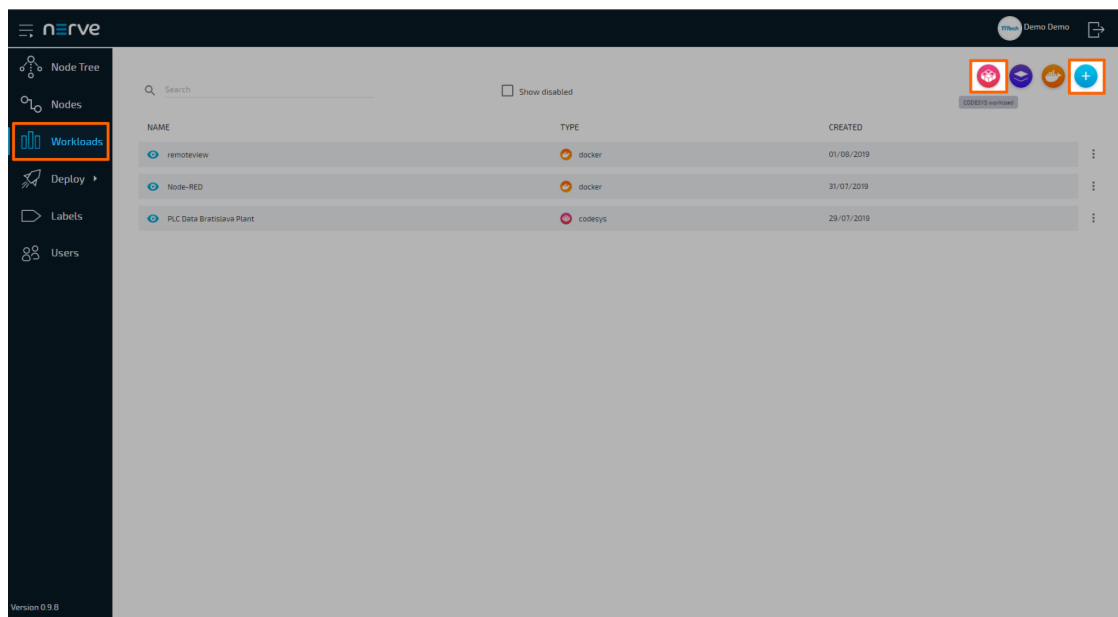 n≡rve
TTTech
Demo Demo
Node Tree
Nodes
Workloads
Deploy
Labels
Users
Search
Show disabled
CODESYS workload
NAME TYPE CREATED
remoteview docker 01/08/2019
Node-RED docker 31/07/2019
PLC Data Bratislava Plant codesys 29/07/2019
Version 0.9.8